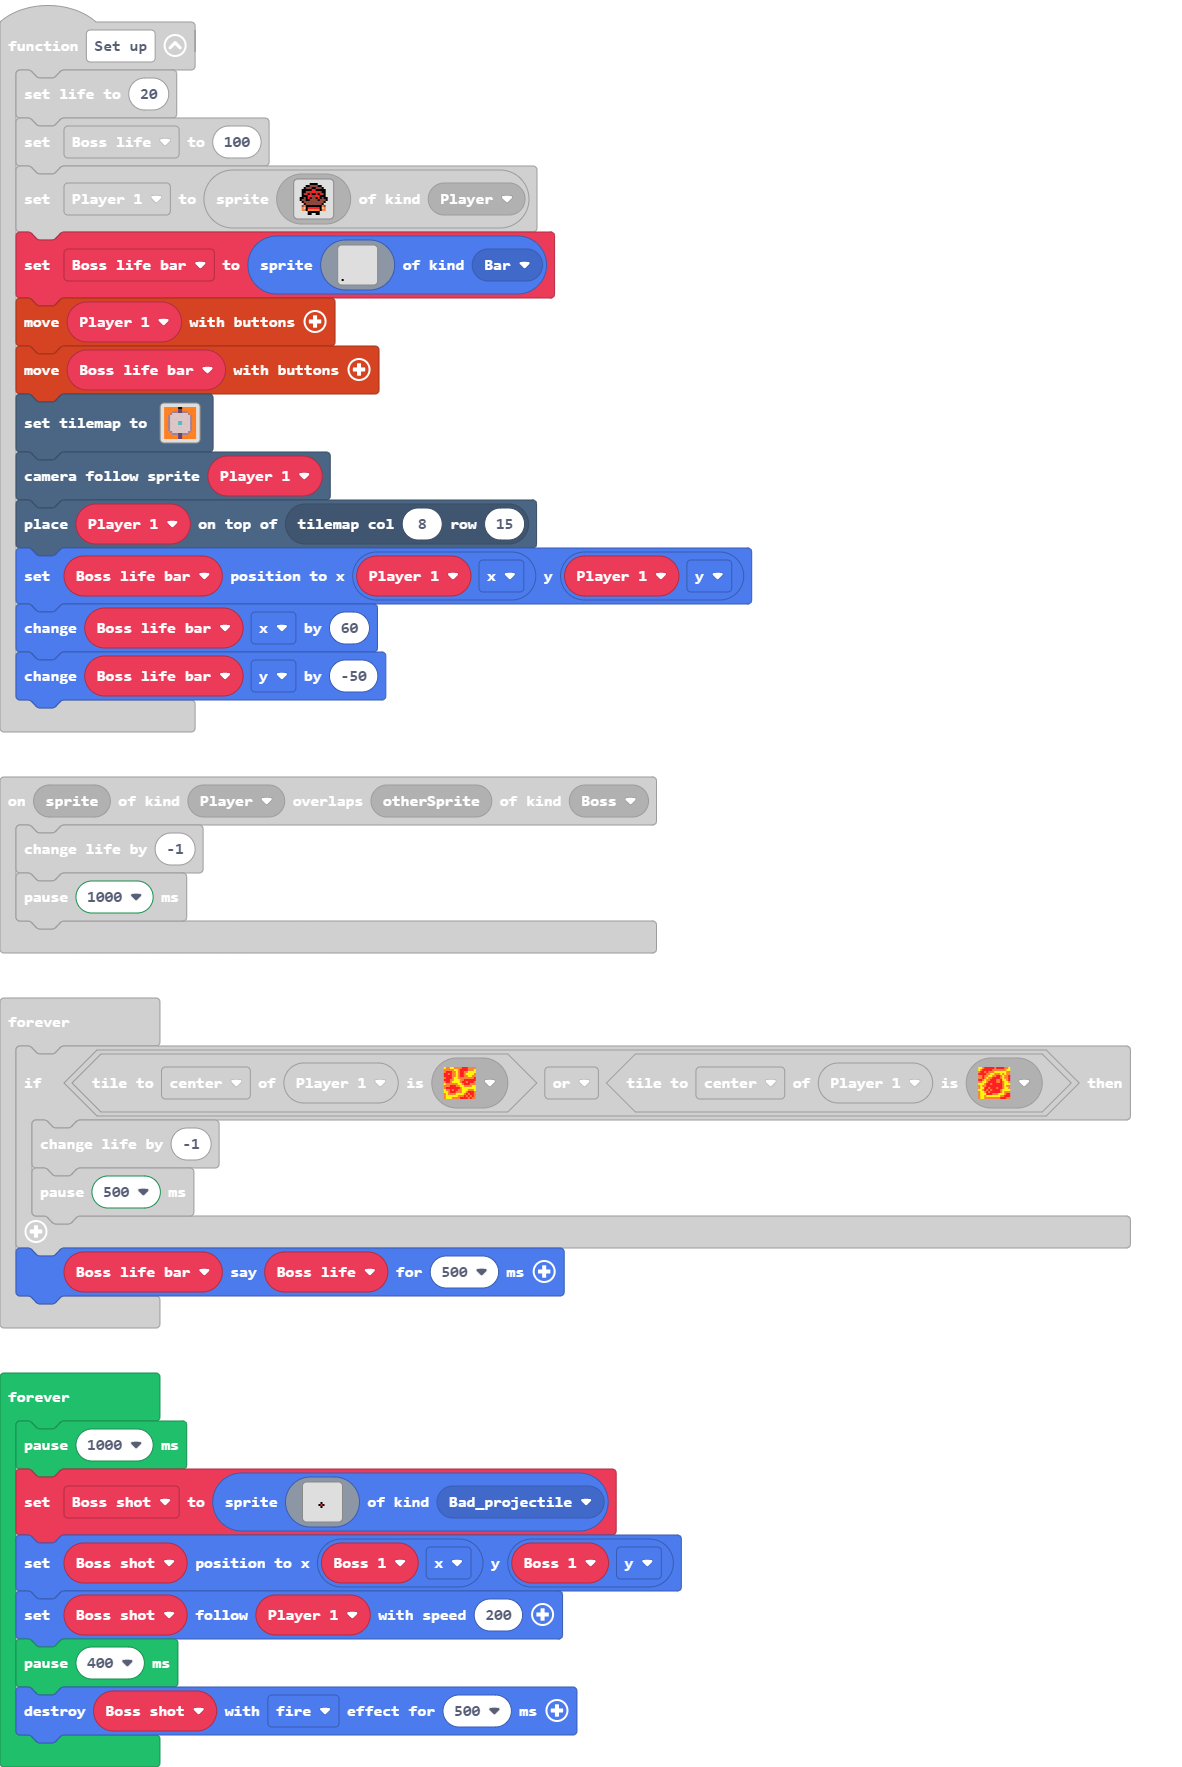 function Set up
set life to 20
set Boss life to 100
set Player 1 to sprite of kind Player
set Boss life bar to sprite of kind Bar
move Player 1 with buttons
move Boss life bar with buttons
set tilemap to
camera follow sprite Player 1
place Player 1 on top of tilemap col 8 row 15
set Boss life bar position to x Player 1 x y Player 1 y
change Boss life bar x by 60
change Boss life bar y by -50
on sprite of kind Player overlaps otherSprite of kind Boss
change life by -1
pause 1000 ms
forever
if tile to center of Player 1 is or tile to center of Player 1 is then
change life by -1
pause 500 ms
Boss life bar say Boss life for 500 ms
forever
pause 1000 ms
set Boss shot to sprite of kind Bad_projectile
set Boss shot position to x Boss 1 x y Boss 1 y
set Boss shot follow Player 1 with speed 200
pause 400 ms
destroy Boss shot with fire effect for 500 ms